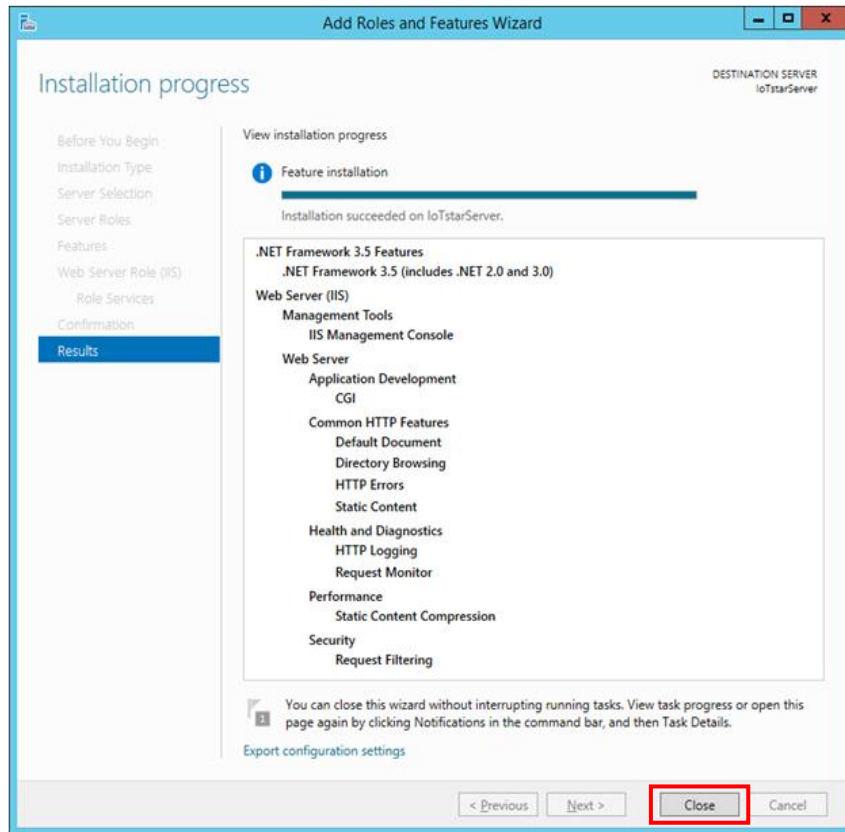 Add Roles and Features Wizard
Installation progress
DESTINATION SERVER
IoTstarServer
Before You Begin
Installation Type
Server Selection
Server Roles
Features
Web Server Role (IIS)
Role Services
Confirmation
Results
View installation progress
Feature installation
Installation succeeded on IoTstarServer.
.NET Framework 3.5 Features
.NET Framework 3.5 (includes .NET 2.0 and 3.0)
Web Server (IIS)
Management Tools
IIS Management Console
Web Server
Application Development
CGI
Common HTTP Features
Default Document
Directory Browsing
HTTP Errors
Static Content
Health and Diagnostics
HTTP Logging
Request Monitor
Performance
Static Content Compression
Security
Request Filtering
1
You can close this wizard without interrupting running tasks. View task progress or open this
page again by clicking Notifications in the command bar, and then Task Details.
Export configuration settings
< Previous
Next >
Close
Cancel